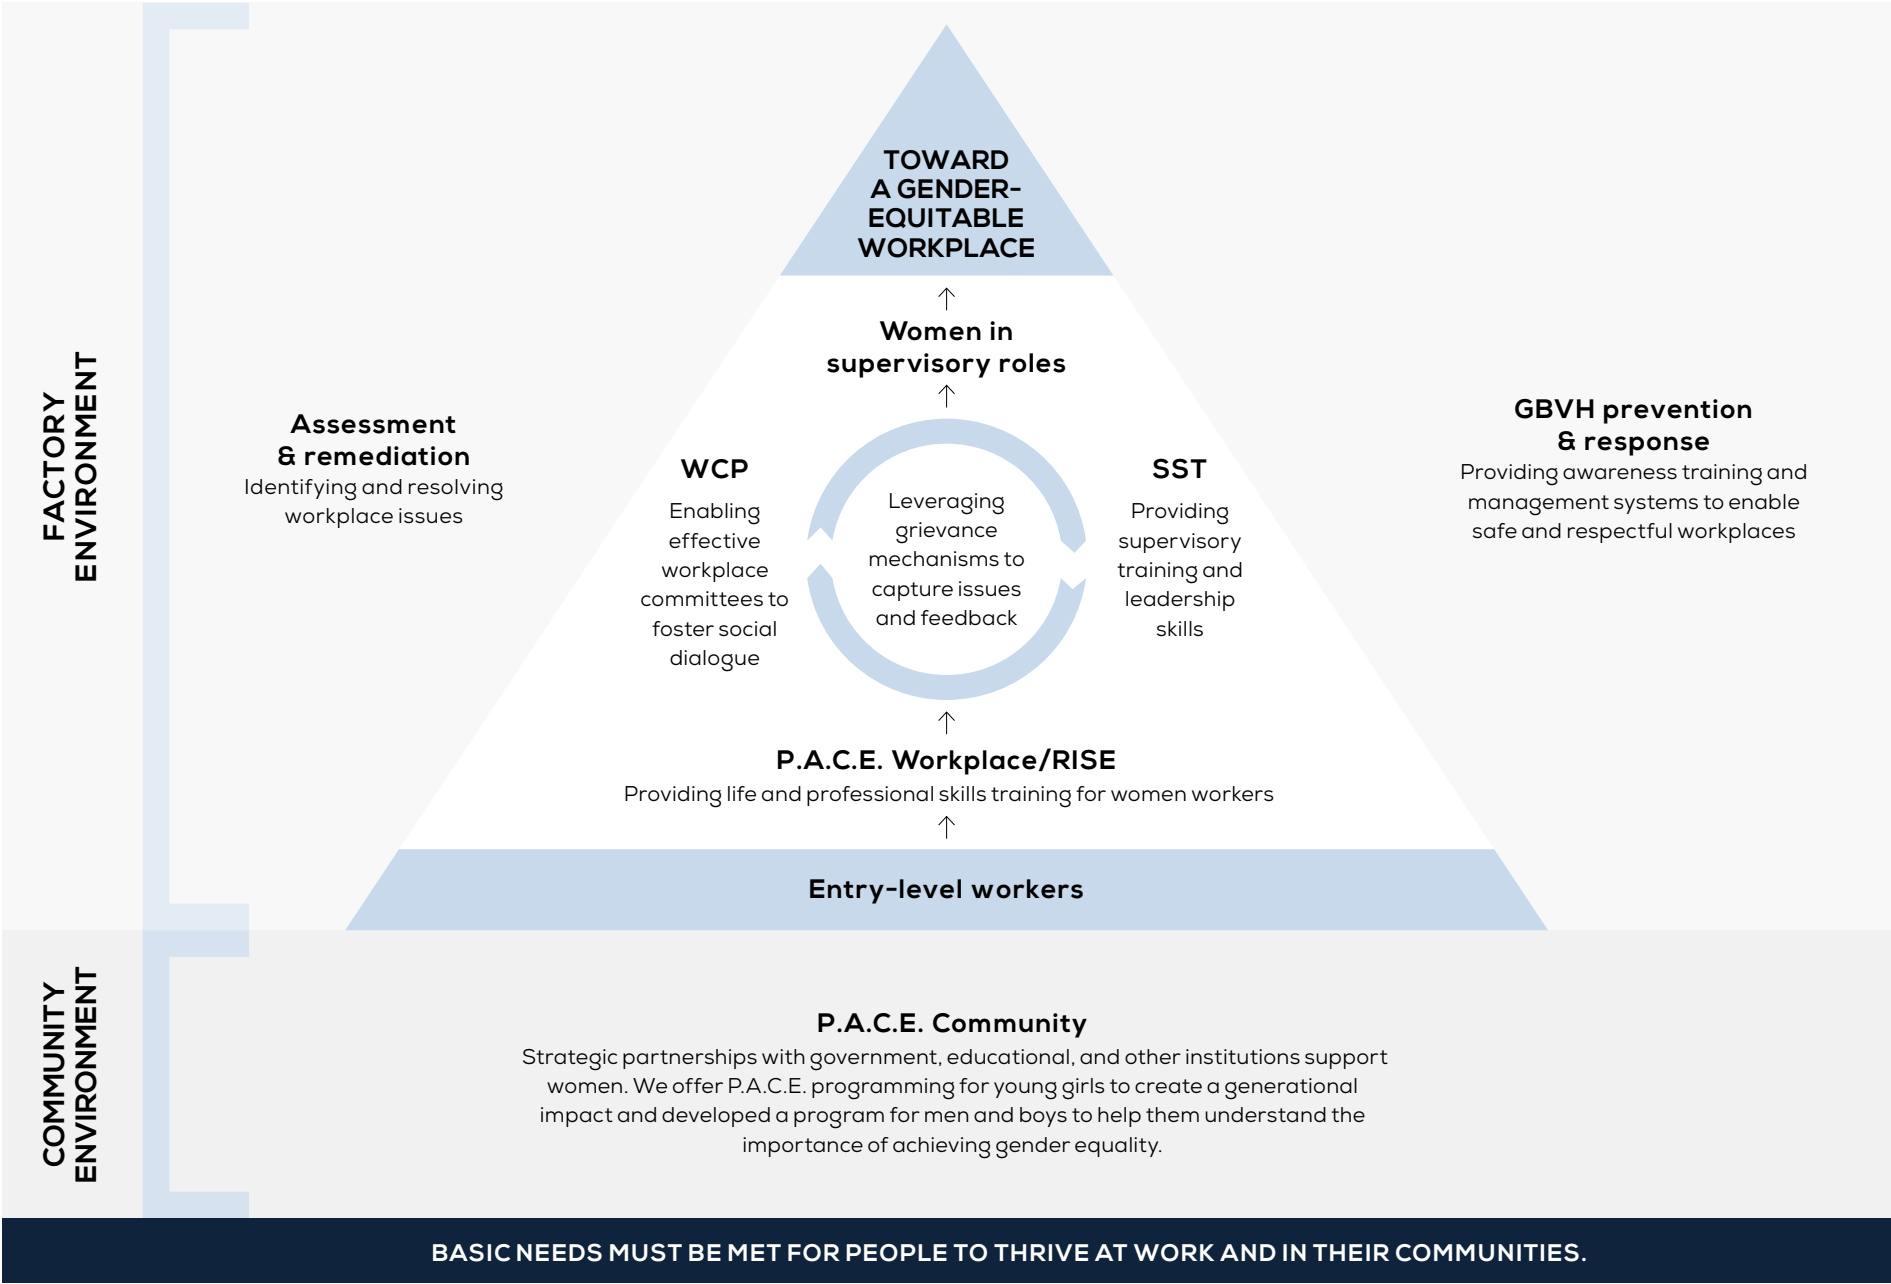 FACTORY
ENVIRONMENT
TOWARD
A GENDER-
EQUITABLE
WORKPLACE
Women in
supervisory roles
Assessment
& remediation
Identifying and resolving
workplace issues
WCP
Enabling
effective
workplace
committees to
foster social
dialogue
Leveraging
grievance
mechanisms to
capture issues
and feedback
SST
Providing
supervisory
training and
leadership
skills
GBVH prevention
& response
Providing awareness training and
management systems to enable
safe and respectful workplaces
P.A.C.E. Workplace/RISE
Providing life and professional skills training for women workers
Entry-level workers
COMMUNITY
ENVIRONMENT
P.A.C.E. Community
Strategic partnerships with government, educational, and other institutions support
women. We offer P.A.C.E. programming for young girls to create a generational
impact and developed a program for men and boys to help them understand the
importance of achieving gender equality.
BASIC NEEDS MUST BE MET FOR PEOPLE TO THRIVE AT WORK AND IN THEIR COMMUNITIES.